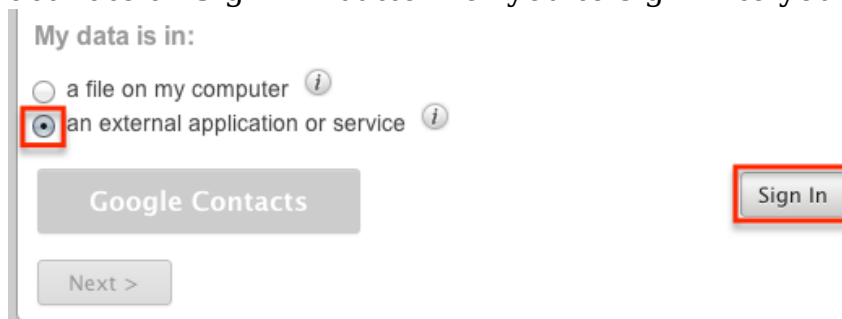 My data is in:
a file on my computer i
an external application or service i
Google Contacts
Sign In
Next >